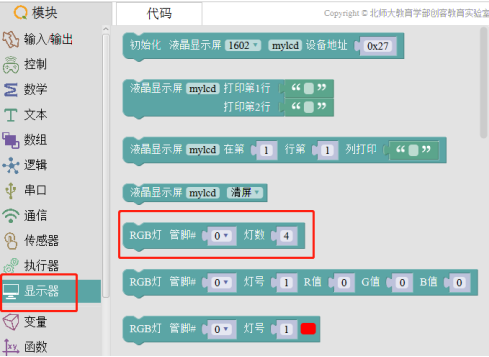 模块
代码
Copyright © 北师大教育学部创客教育实验室
输入/输出
控制
数学
文本
数组
逻辑
串口
通信
传感器
执行器
显示器
变量
函数
初始化 液晶显示屏 1602 mylcd 设备地址 0x27
液晶显示屏 mylcd 打印第1行 “ ”
打印第2行 “ ”
液晶显示屏 mylcd 在第 1 行第 1 列打印 “ ”
液晶显示屏 mylcd 清屏
RGB灯 管脚# 0 灯数 4
RGB灯 管脚# 0 灯号 1 R值 0 G值 0 B值 0
RGB灯 管脚# 0 灯号 1